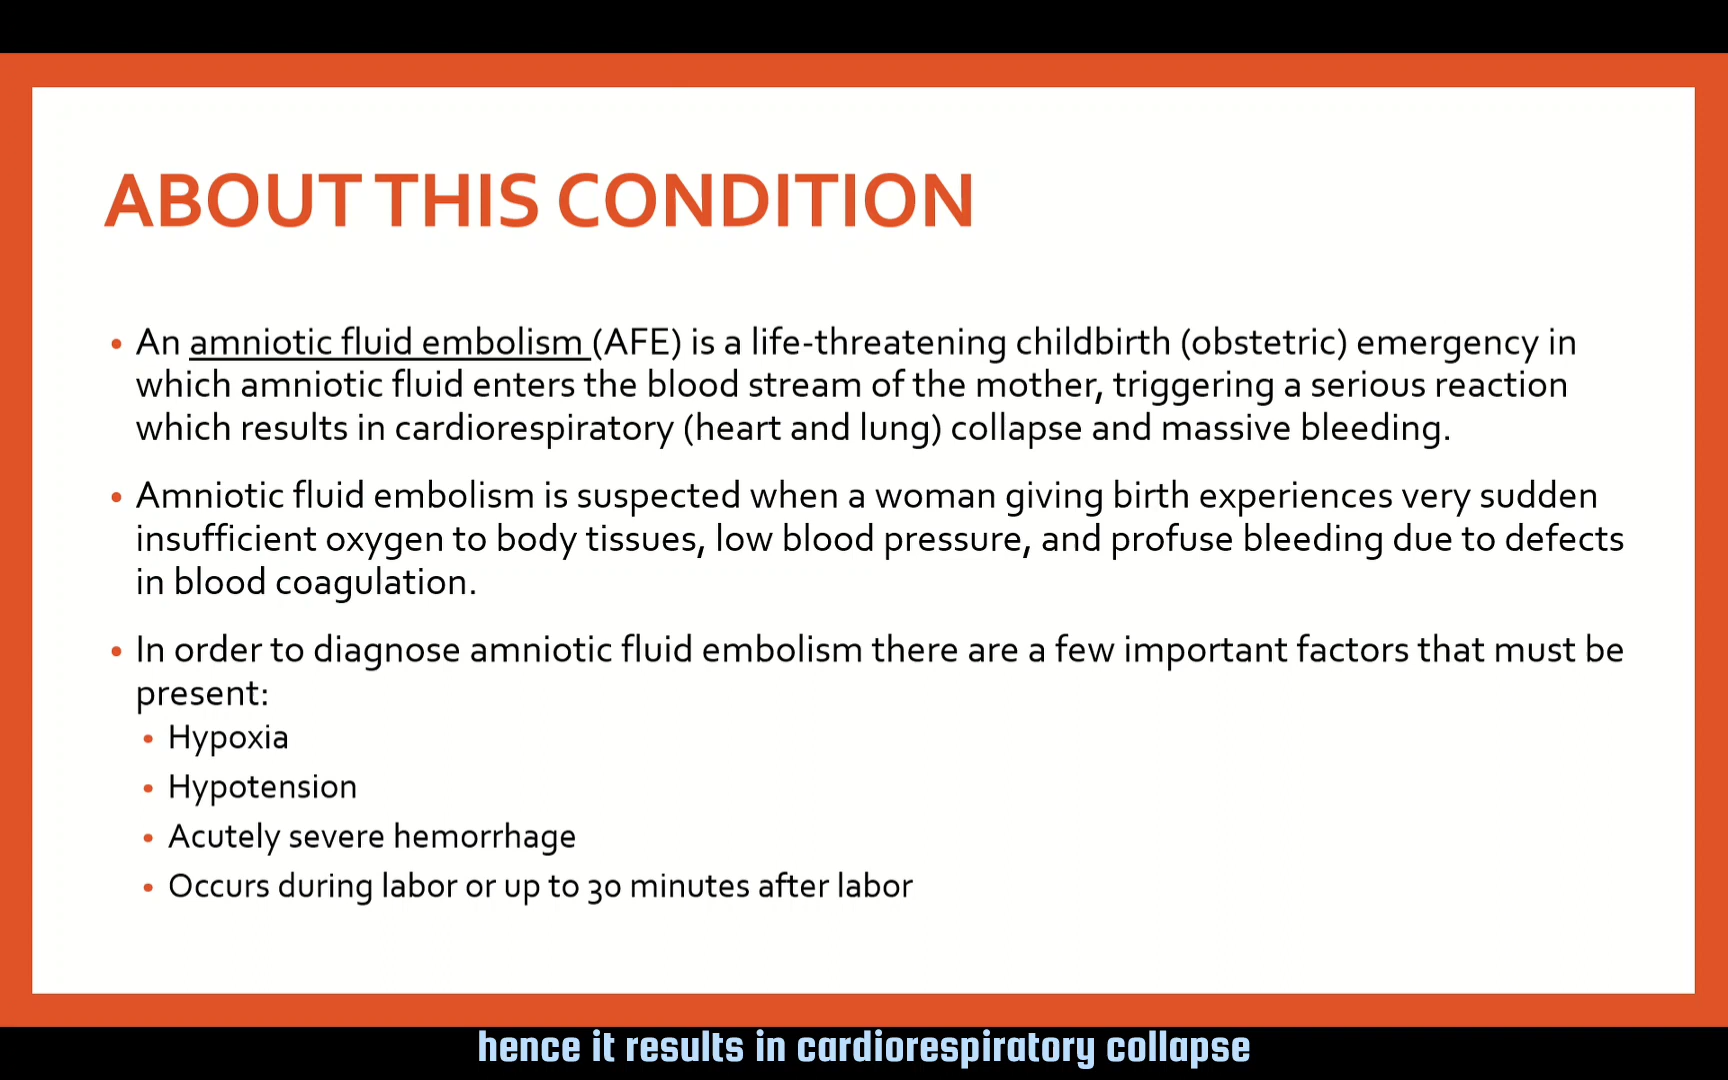 ABOUT THIS CONDITION
• An amniotic fluid embolism (AFE) is a life-threatening childbirth (obstetric) emergency in
which amniotic fluid enters the blood stream of the mother, triggering a serious reaction
which results in cardiorespiratory (heart and lung) collapse and massive bleeding.
• Amniotic fluid embolism is suspected when a woman giving birth experiences very sudden
insufficient oxygen to body tissues, low blood pressure, and profuse bleeding due to defects
in blood coagulation.
• In order to diagnose amniotic fluid embolism there are a few important factors that must be
present:
• Hypoxia
• Hypotension
• Acutely severe hemorrhage
• Occurs during labor or up to 30 minutes after labor
hence it results in cardiorespiratory collapse